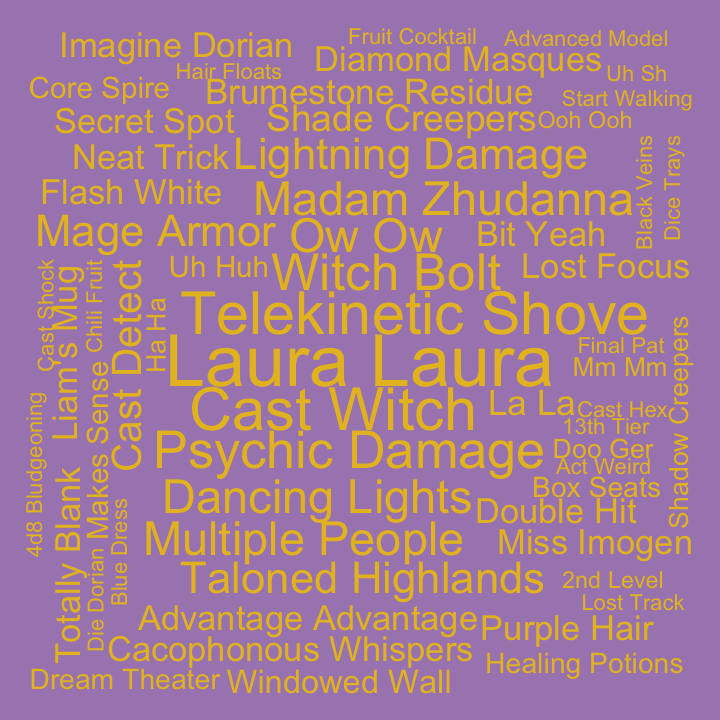 Imagine Dorian
Fruit Cocktail
Advanced Model
Diamond Masques
Hair Floats
Uh Sh
Core Spire
Brumestone Residue
Start Walking
Secret Spot
Shade Creepers
Ooh Ooh
Neat Trick
Lightning Damage
Black Veins
Dice Trays
Flash White
Madam Zhudanna
Mage Armor
Ow Ow
Bit Yeah
Cast Shock
Liam's Mug
Chili Fruit
Cast Detect
Uh Huh
Witch Bolt
Lost Focus
Ha Ha
Telekinetic Shove
Laura Laura
Final Pat
Mm Mm
Shadow Creepers
Cast Witch
La La
Cast Hex
13th Tier
Psychic Damage
Doo Ger
Act Weird
4d8 Bludgeoning
Makes Sense
Totally Blank
Dancing Lights
Box Seats
Double Hit
Blue Dress
Die Dorian
Multiple People
Miss Imogen
Taloned Highlands
2nd Level
Lost Track
Advantage Advantage
Purple Hair
Cacophonous Whispers
Healing Potions
Dream Theater
Windowed Wall